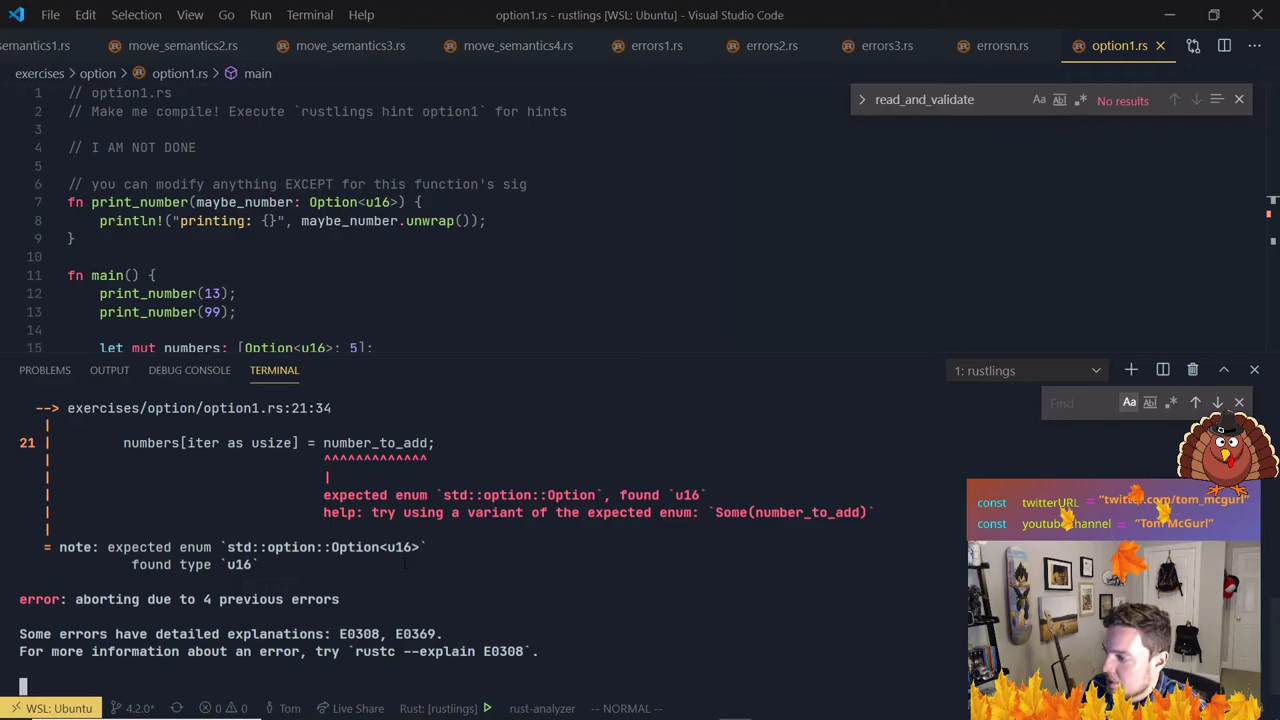 File Edit Selection View Go Run Terminal Help option1.rs - rustlings [WSL: Ubuntu] - Visual Studio Code
emantics1.rs move_semantics2.rs move_semantics3.rs move_semantics4.rs errors1.rs errors2.rs errors3.rs errorsn.rs option1.rs
exercises > option > option1.rs > main
read_and_validate Aa Abl .* No results
1 // option1.rs
2 // Make me compile! Execute `rustlings hint option1` for hints
3
4 // I AM NOT DONE
5
6 // you can modify anything EXCEPT for this function's sig
7 fn print_number(maybe_number: Option<u16>) {
8 println!("printing: {}", maybe_number.unwrap());
9 }
10
11 fn main() {
12 print_number(13);
13 print_number(99);
14
15 let mut numbers: [Option<u16>; 5];
PROBLEMS OUTPUT DEBUG CONSOLE TERMINAL 1: rustlings
Find Aa Abl .*
--> exercises/option/option1.rs:21:34
|
21 | numbers[iter as usize] = number_to_add;
| ^^^^^^^^^^^^^
| |
| expected enum `std::option::Option`, found `u16`
| help: try using a variant of the expected enum: `Some(number_to_add)`
|
= note: expected enum `std::option::Option<u16>`
found type `u16`
error: aborting due to 4 previous errors
Some errors have detailed explanations: E0308, E0369.
For more information about an error, try `rustc --explain E0308`.
const twitterURL = "twitter.com/tom_mcgurl"
const youtubeChannel = "Tom McGurl"
WSL: Ubuntu 4.2.0* 0 0 Tom Live Share Rust: [rustlings] rust-analyzer -- NORMAL --